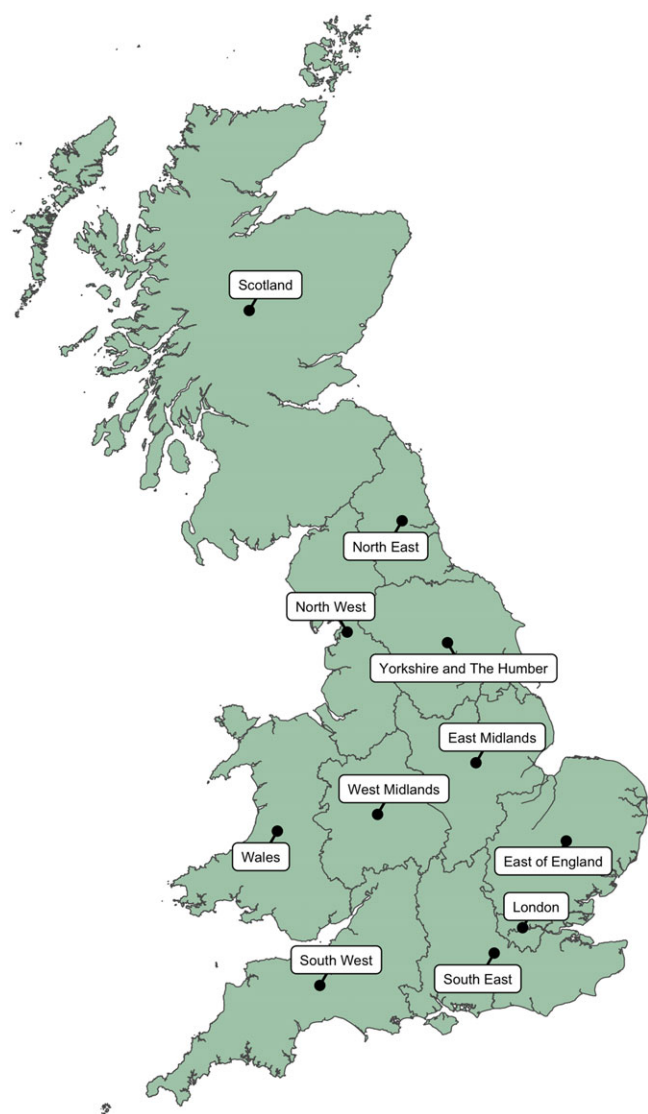 Scotland
North East
North West
Yorkshire and The Humber
East Midlands
West Midlands
Wales
East of England
London
South West
South East